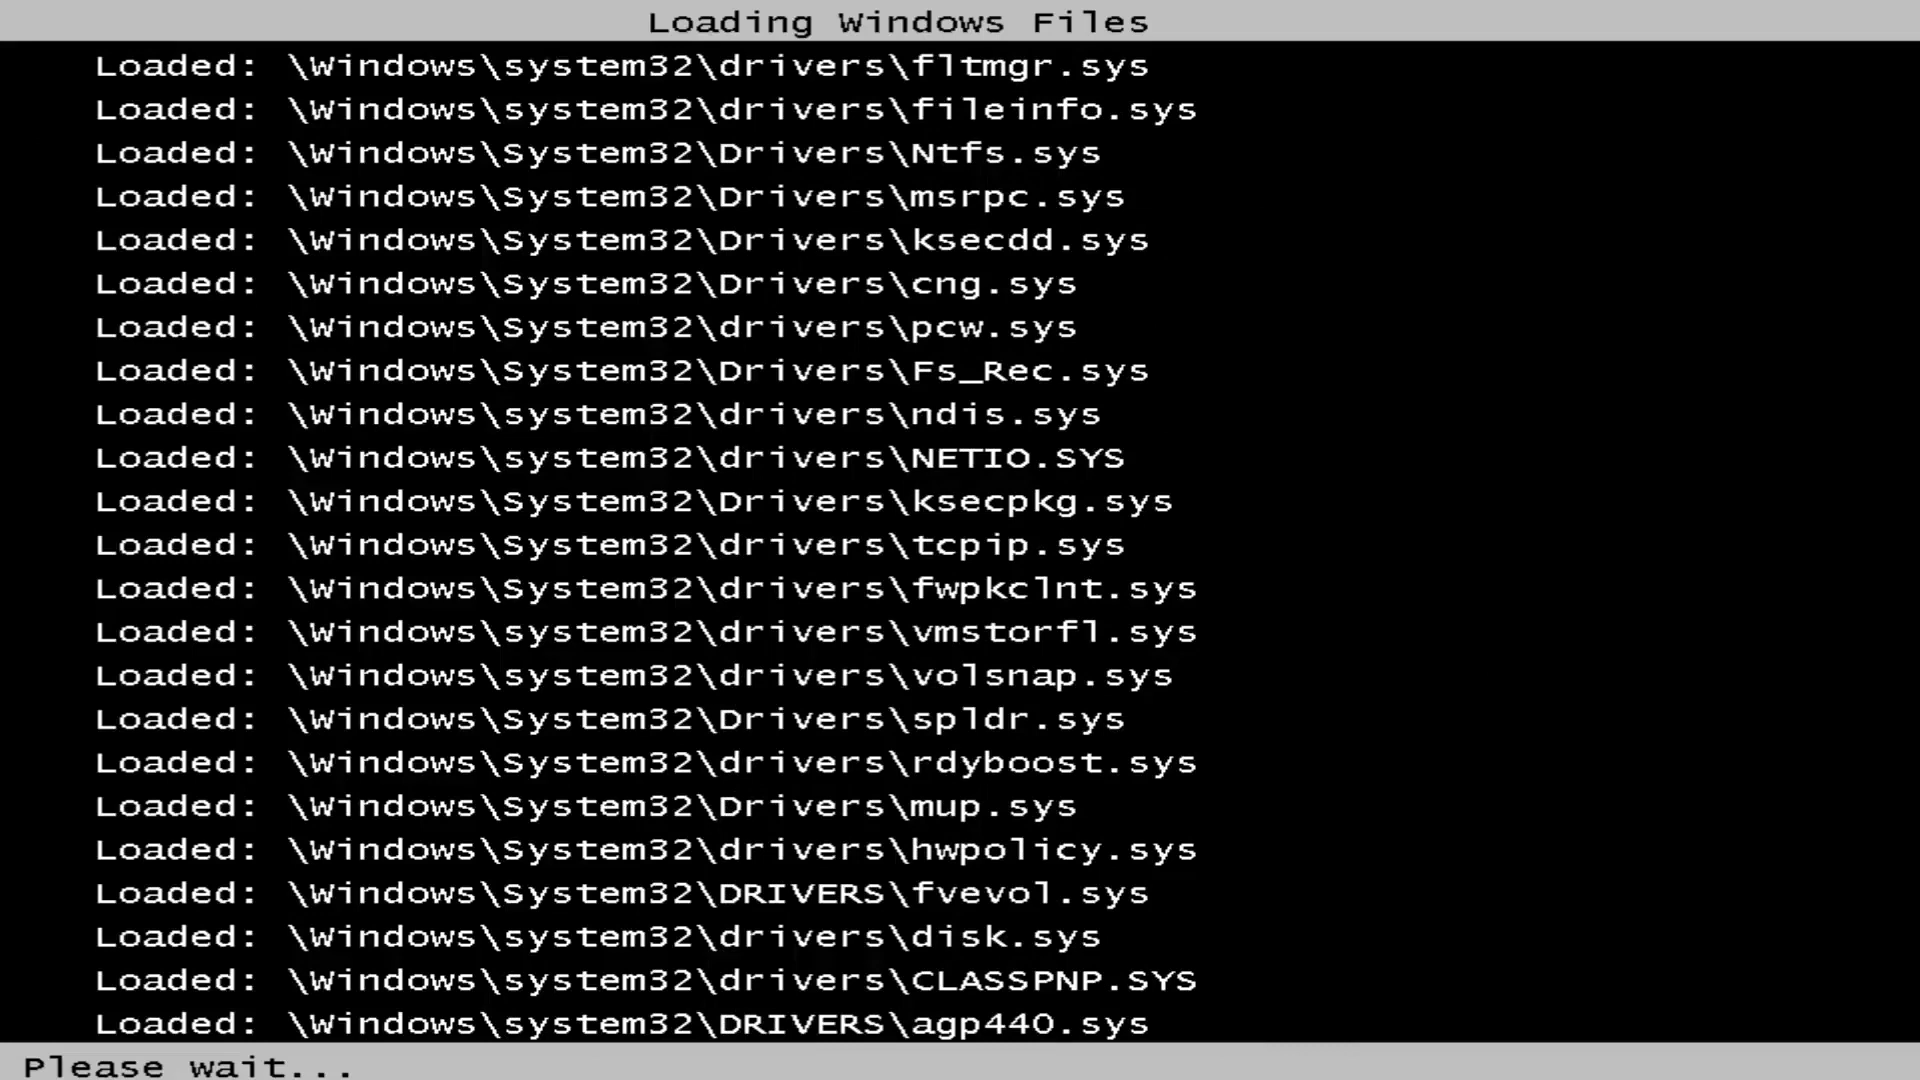 Loading Windows Files
Loaded: \Windows\system32\drivers\fltmgr.sys
Loaded: \Windows\system32\drivers\fileinfo.sys
Loaded: \Windows\System32\Drivers\Ntfs.sys
Loaded: \Windows\System32\Drivers\msrpc.sys
Loaded: \Windows\System32\Drivers\ksecdd.sys
Loaded: \Windows\System32\Drivers\cng.sys
Loaded: \Windows\System32\drivers\pcw.sys
Loaded: \Windows\System32\Drivers\Fs_Rec.sys
Loaded: \Windows\system32\drivers\ndis.sys
Loaded: \Windows\system32\drivers\NETIO.SYS
Loaded: \Windows\System32\Drivers\ksecpkg.sys
Loaded: \Windows\System32\drivers\tcpip.sys
Loaded: \Windows\System32\drivers\fwpkclnt.sys
Loaded: \Windows\system32\drivers\vmstorfl.sys
Loaded: \Windows\system32\drivers\volsnap.sys
Loaded: \Windows\System32\Drivers\spldr.sys
Loaded: \Windows\System32\drivers\rdyboost.sys
Loaded: \Windows\System32\Drivers\mup.sys
Loaded: \Windows\System32\drivers\hwpolicy.sys
Loaded: \Windows\System32\DRIVERS\fvevol.sys
Loaded: \Windows\system32\drivers\disk.sys
Loaded: \Windows\system32\drivers\CLASSPNP.SYS
Loaded: \Windows\system32\DRIVERS\agp440.sys
Please wait...